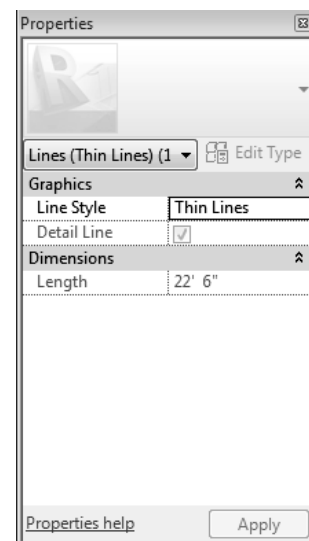 Properties
Lines (Thin Lines) (1
Edit Type
Graphics
Line Style Thin Lines
Detail Line
Dimensions
Length 22' 6"
Properties help
Apply